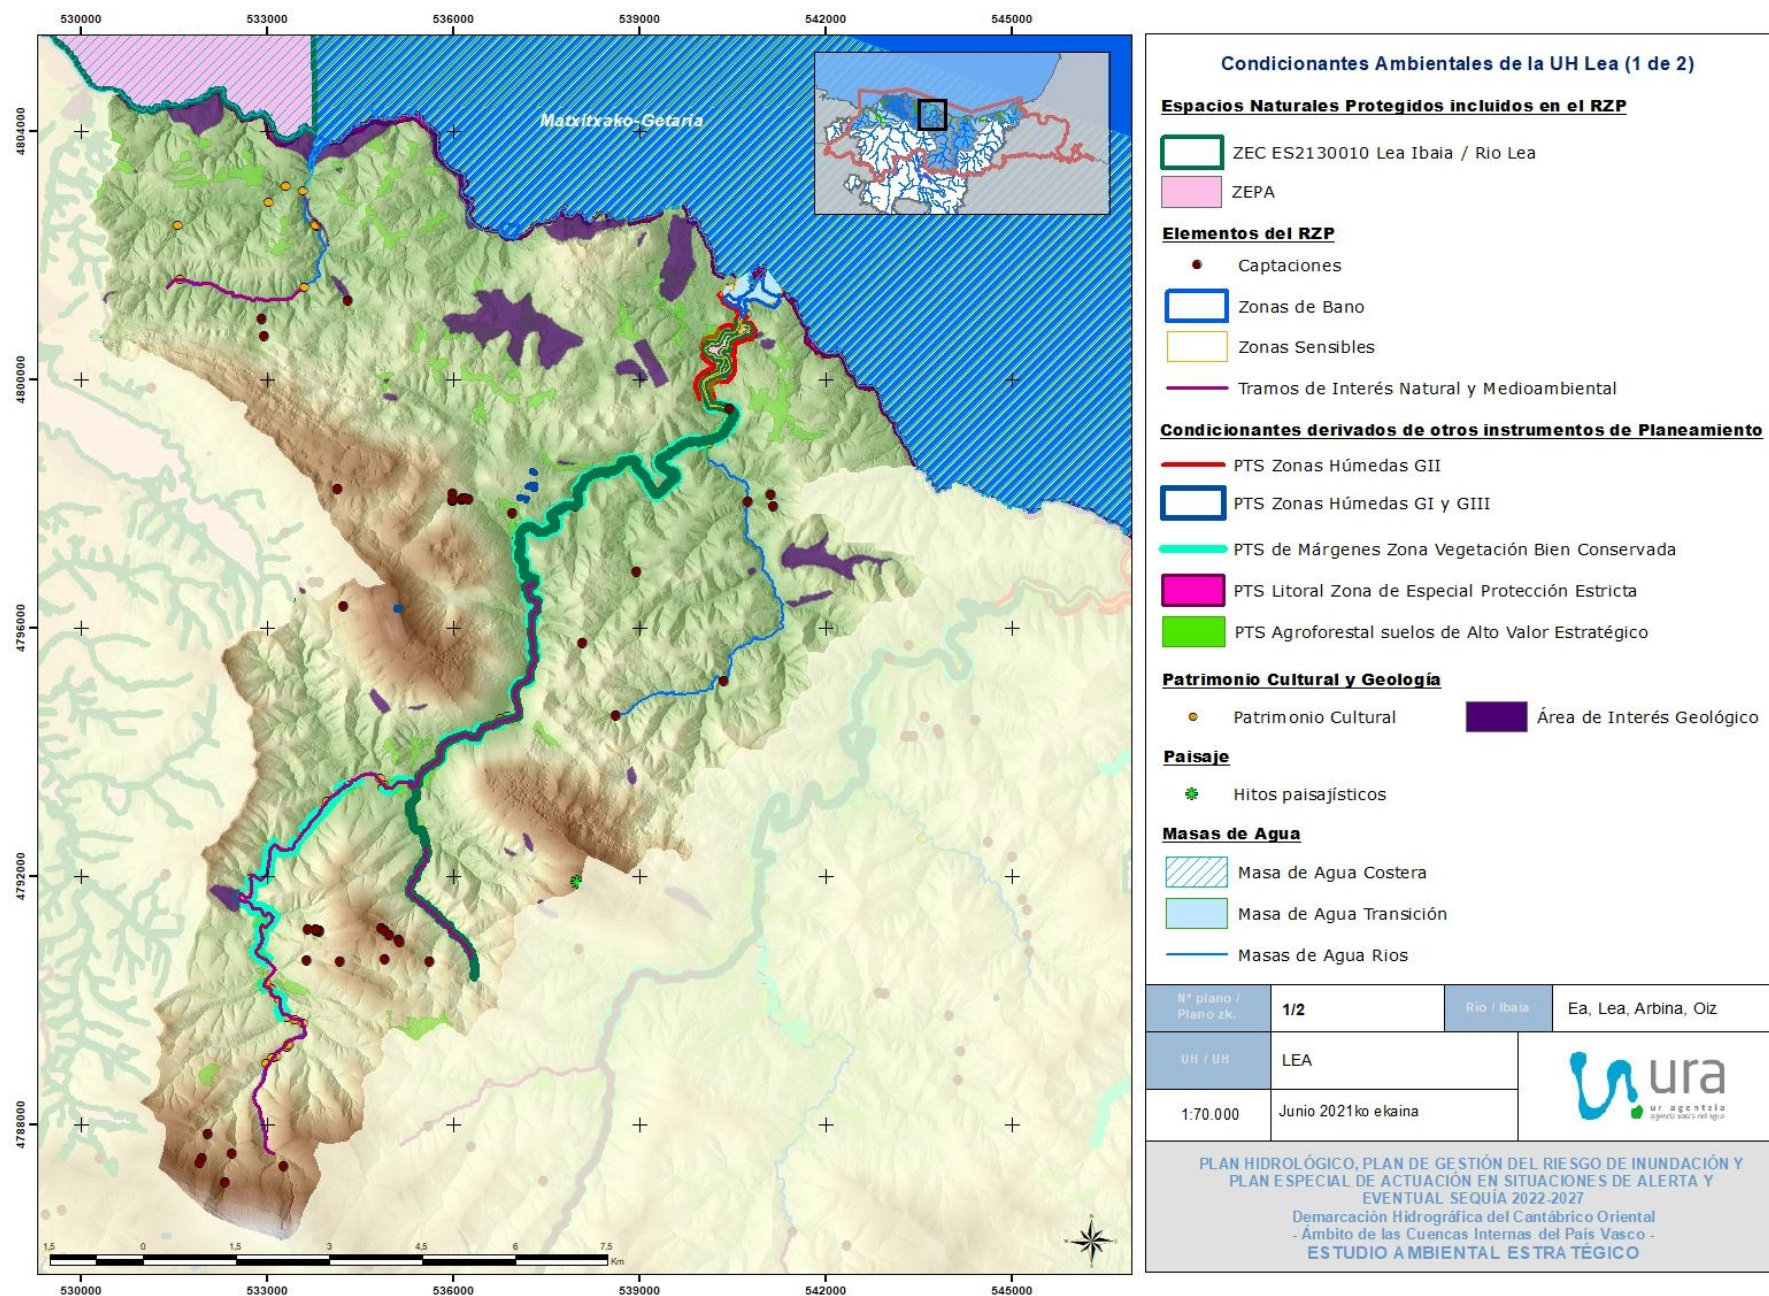 530000 533000 536000 539000 542000 545000
4804000
4800000
4796000
4792000
4788000
Matxitxako-Getaria
1,5 0 1,5 3 4,5 6 7,5
Km
530000 533000 536000 539000 542000 545000
Condicionantes Ambientales de la UH Lea (1 de 2)
Espacios Naturales Protegidos incluidos en el RZP
ZEC ES2130010 Lea Ibaia / Rio Lea
ZEPA
Elementos del RZP
Captaciones
Zonas de Bano
Zonas Sensibles
Tramos de Interés Natural y Medioambiental
Condicionantes derivados de otros instrumentos de Planeamiento
PTS Zonas Húmedas GII
PTS Zonas Húmedas GI y GIII
PTS de Márgenes Zona Vegetación Bien Conservada
PTS Litoral Zona de Especial Protección Estricta
PTS Agroforestal suelos de Alto Valor Estratégico
Patrimonio Cultural y Geología
Patrimonio Cultural Área de Interés Geológico
Paisaje
Hitos paisajísticos
Masas de Agua
Masa de Agua Costera
Masa de Agua Transición
Masas de Agua Rios
Nº plano /
Plano zk.
1/2
Río / Ibaia
Ea, Lea, Arbina, Oiz
UH / UH
LEA
1:70.000
Junio 2021ko ekaina
ura
ur agentzia
agencia vasca del agua
PLAN HIDROLÓGICO, PLAN DE GESTIÓN DEL RIESGO DE INUNDACIÓN Y
PLAN ESPECIAL DE ACTUACIÓN EN SITUACIONES DE ALERTA Y
EVENTUAL SEQUÍA 2022-2027
Demarcación Hidrográfica del Cantábrico Oriental
- Ámbito de las Cuencas Internas del País Vasco -
ESTUDIO AMBIENTAL ESTRATÉGICO